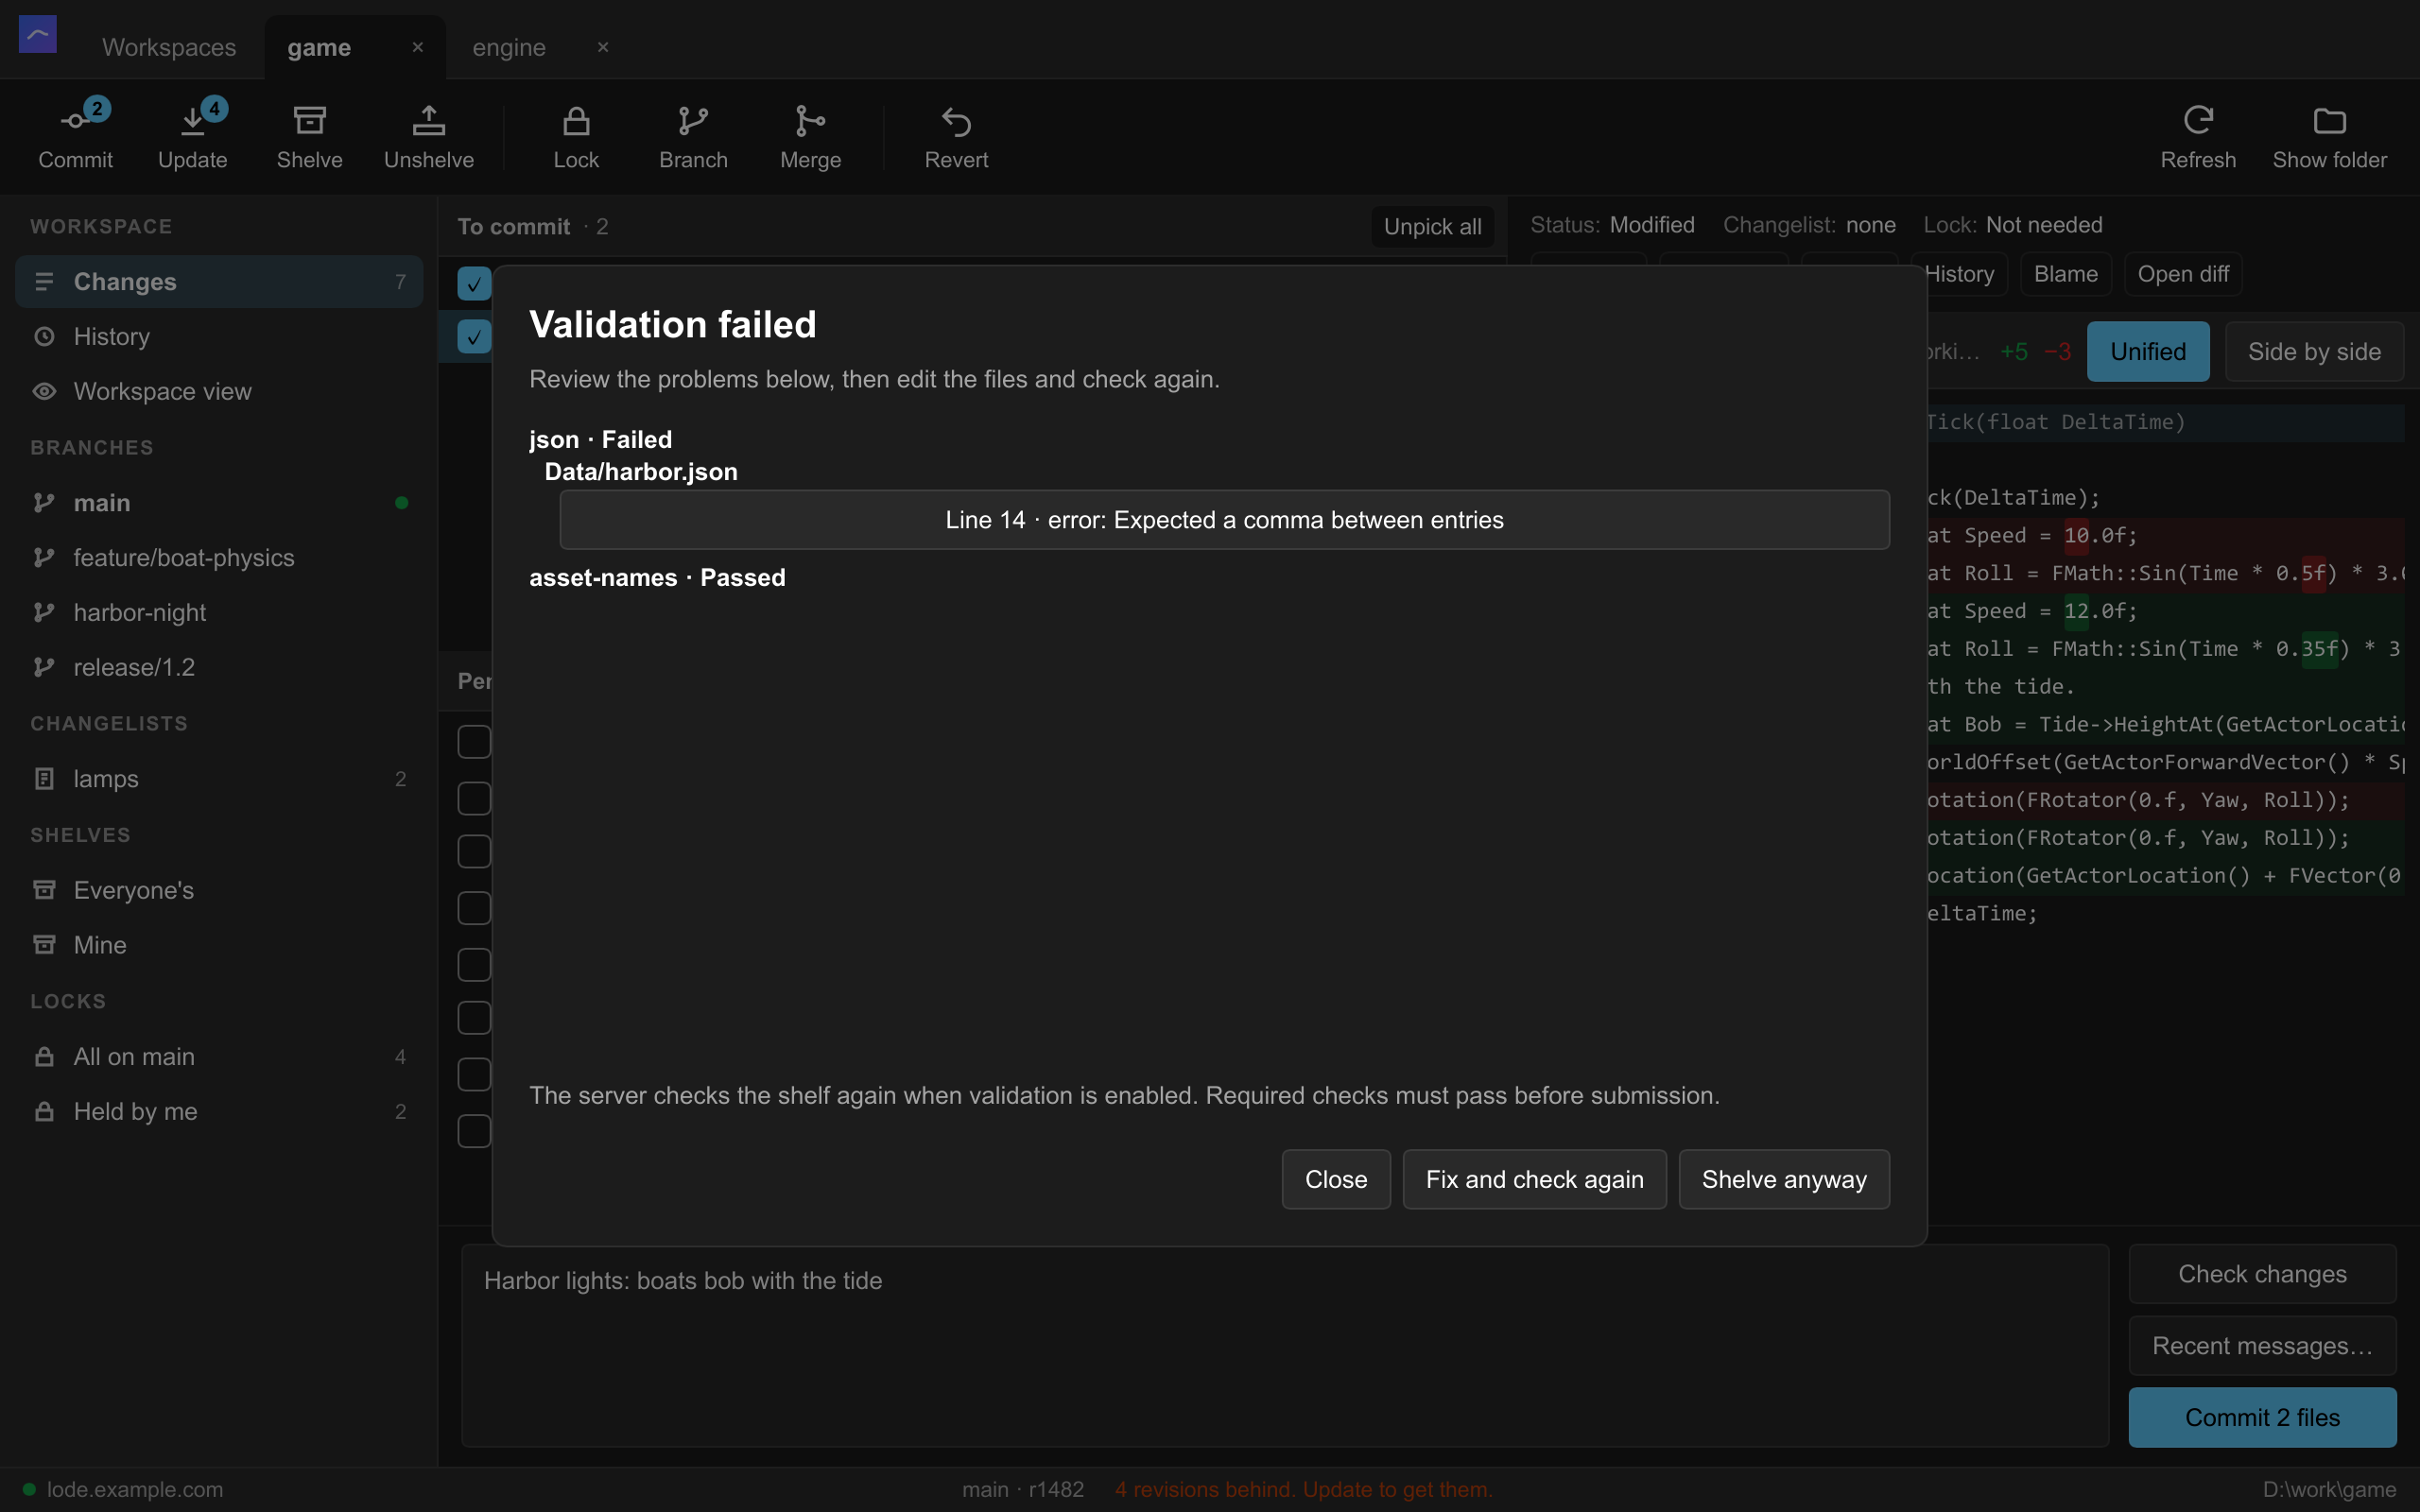 Workspaces
game ×
engine ×
2
Commit
4
Update
Shelve
Unshelve
Lock
Branch
Merge
Revert
Refresh
Show folder
WORKSPACE
Changes 7
History
Workspace view
BRANCHES
main
feature/boat-physics
harbor-night
release/1.2
CHANGELISTS
lamps 2
SHELVES
Everyone's
Mine
LOCKS
All on main 4
Held by me 2
To commit · 2
Unpick all
Status: Modified Changelist: none Lock: Not needed
History
Blame
Open diff
+5 −3
Unified
Side by side
Tick(float DeltaTime)
ck(DeltaTime);
at Speed = 10.0f;
at Roll = FMath::Sin(Time * 0.5f) * 3.
at Speed = 12.0f;
at Roll = FMath::Sin(Time * 0.35f) * 3
th the tide.
at Bob = Tide->HeightAt(GetActorLocati
orldOffset(GetActorForwardVector() * S
otation(FRotator(0.f, Yaw, Roll));
otation(FRotator(0.f, Yaw, Roll));
ocation(GetActorLocation() + FVector(0
eltaTime;
Validation failed
Review the problems below, then edit the files and check again.
json · Failed
Data/harbor.json
Line 14 · error: Expected a comma between entries
asset-names · Passed
The server checks the shelf again when validation is enabled. Required checks must pass before submission.
Close
Fix and check again
Shelve anyway
Harbor lights: boats bob with the tide
Check changes
Recent messages…
Commit 2 files
lode.example.com
main · r1482 4 revisions behind. Update to get them.
D:\work\game